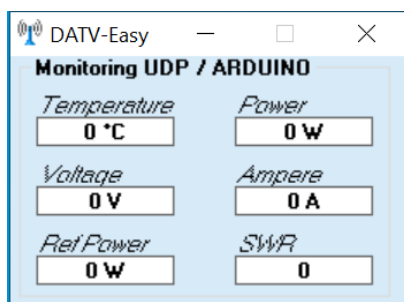 DATV-Easy
Monitoring UDP / ARDUINO
Temperature Power
0 °C 0 W
Voltage Ampere
0 V 0 A
Ref Power SWR
0 W 0